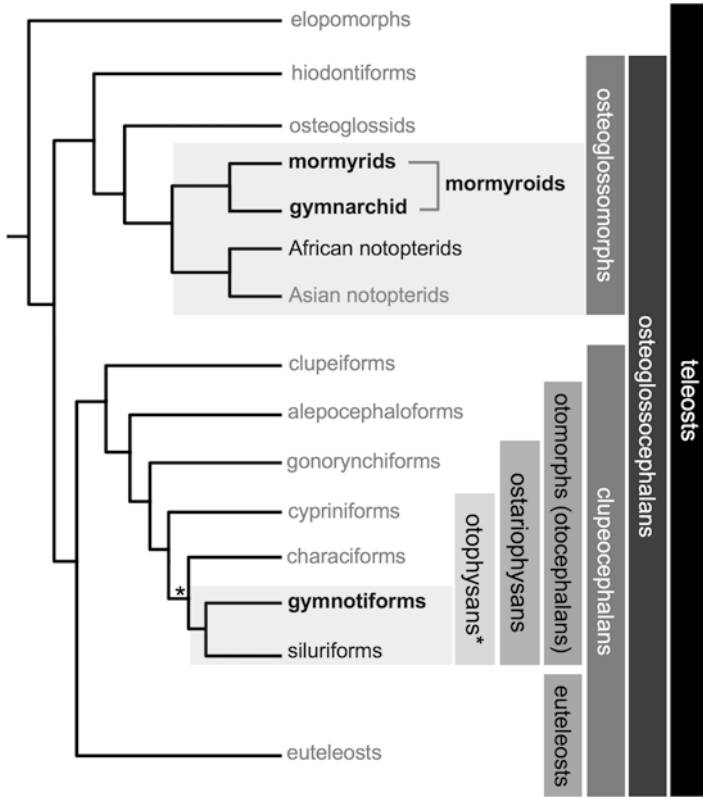 elopomorphs
hiodontiforms
osteoglossids
mormyrids
mormyroids
gymnarchid
African notopterids
Asian notopterids
clupeiforms
alepocephaloforms
gonorynchiforms
cypriniforms
characiforms
*
gymnotiforms
siluriforms
euteleosts
otophysans*
ostariophysans
otomorphs (otocephalans)
euteleosts
osteoglossomorphs
clupeocephalans
osteoglossocephalans
teleosts